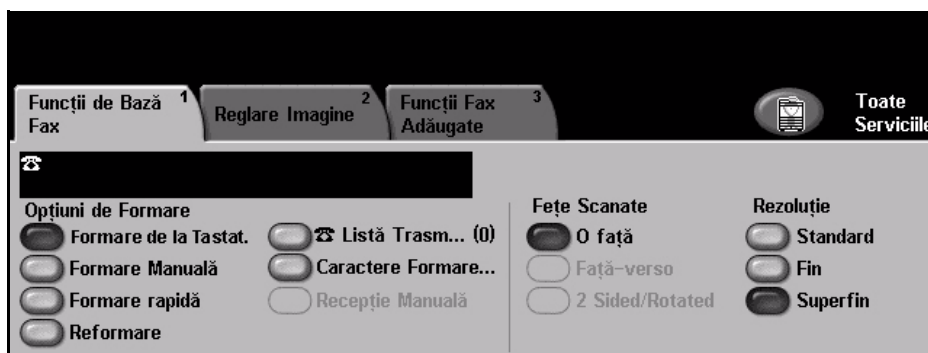 Funcții de Bază Fax 1
Reglare Imagine 2
Funcții Fax Adăugate 3
Toate Serviciile
Opțiuni de Formare
Formare de la Tastat.
Formare Manuală
Formare rapidă
Reformare
☎ Listă Trasm... (0)
Caractere Formare...
Recepție Manuală
Fețe Scanate
O față
Față-verso
2 Sided/Rotated
Rezoluție
Standard
Fin
Superfin